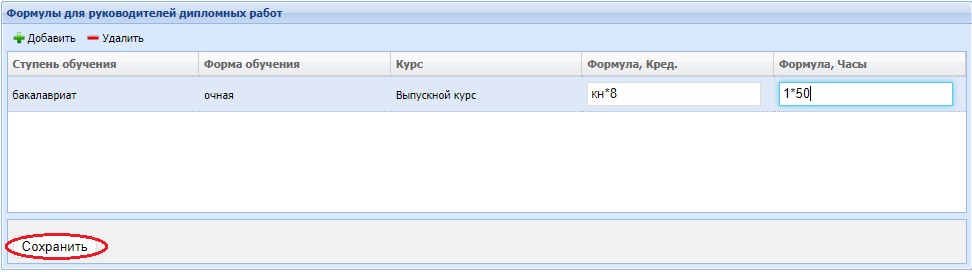 Формулы для руководителей дипломных работ
Добавить Удалить
Ступень обучения Форма обучения Курс Формула, Кред. Формула, Часы
бакалавриат очная Выпускной курс кн*8 1*50
Сохранить